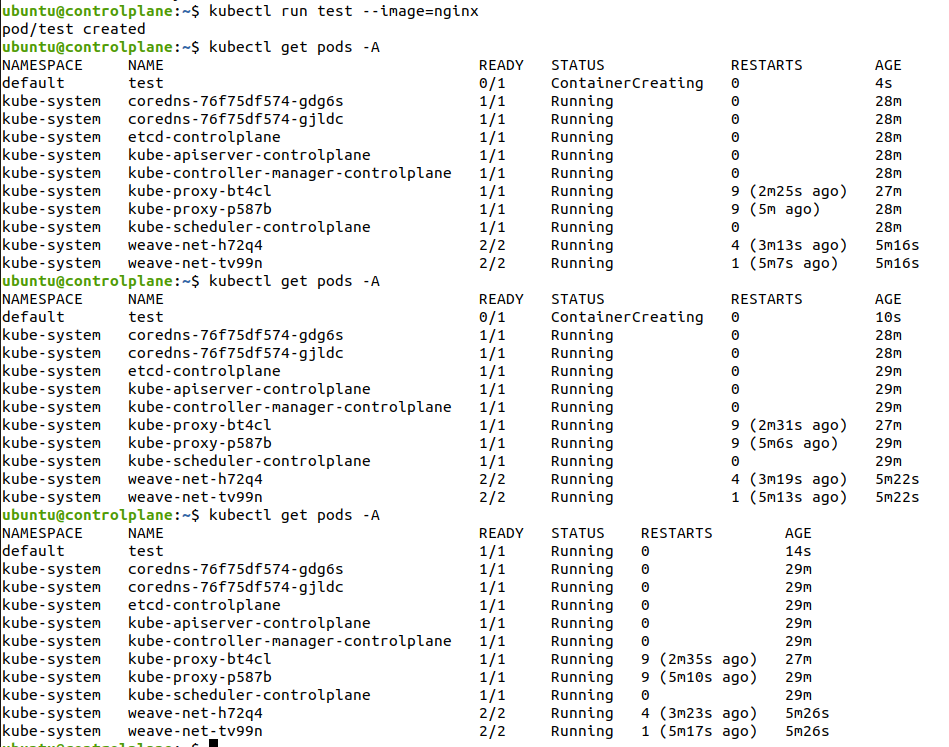 ubuntu@controlplane:~$ kubectl run test --image=nginx
pod/test created
ubuntu@controlplane:~$ kubectl get pods -A
NAMESPACE     NAME                                   READY   STATUS              RESTARTS        AGE
default       test                                   0/1     ContainerCreating   0               4s
kube-system   coredns-76f75df574-gdg6s               1/1     Running             0               28m
kube-system   coredns-76f75df574-gjldc               1/1     Running             0               28m
kube-system   etcd-controlplane                      1/1     Running             0               28m
kube-system   kube-apiserver-controlplane            1/1     Running             0               28m
kube-system   kube-controller-manager-controlplane   1/1     Running             0               28m
kube-system   kube-proxy-bt4cl                       1/1     Running             9 (2m25s ago)   27m
kube-system   kube-proxy-p587b                       1/1     Running             9 (5m ago)      28m
kube-system   kube-scheduler-controlplane            1/1     Running             0               28m
kube-system   weave-net-h72q4                        2/2     Running             4 (3m13s ago)   5m16s
kube-system   weave-net-tv99n                        2/2     Running             1 (5m7s ago)    5m16s
ubuntu@controlplane:~$ kubectl get pods -A
NAMESPACE     NAME                                   READY   STATUS              RESTARTS        AGE
default       test                                   0/1     ContainerCreating   0               10s
kube-system   coredns-76f75df574-gdg6s               1/1     Running             0               28m
kube-system   coredns-76f75df574-gjldc               1/1     Running             0               28m
kube-system   etcd-controlplane                      1/1     Running             0               29m
kube-system   kube-apiserver-controlplane            1/1     Running             0               29m
kube-system   kube-controller-manager-controlplane   1/1     Running             0               29m
kube-system   kube-proxy-bt4cl                       1/1     Running             9 (2m31s ago)   27m
kube-system   kube-proxy-p587b                       1/1     Running             9 (5m6s ago)    29m
kube-system   kube-scheduler-controlplane            1/1     Running             0               29m
kube-system   weave-net-h72q4                        2/2     Running             4 (3m19s ago)   5m22s
kube-system   weave-net-tv99n                        2/2     Running             1 (5m13s ago)   5m22s
ubuntu@controlplane:~$ kubectl get pods -A
NAMESPACE     NAME                                   READY   STATUS    RESTARTS        AGE
default       test                                   1/1     Running   0               14s
kube-system   coredns-76f75df574-gdg6s               1/1     Running   0               29m
kube-system   coredns-76f75df574-gjldc               1/1     Running   0               29m
kube-system   etcd-controlplane                      1/1     Running   0               29m
kube-system   kube-apiserver-controlplane            1/1     Running   0               29m
kube-system   kube-controller-manager-controlplane   1/1     Running   0               29m
kube-system   kube-proxy-bt4cl                       1/1     Running   9 (2m35s ago)   27m
kube-system   kube-proxy-p587b                       1/1     Running   9 (5m10s ago)   29m
kube-system   kube-scheduler-controlplane            1/1     Running   0               29m
kube-system   weave-net-h72q4                        2/2     Running   4 (3m23s ago)   5m26s
kube-system   weave-net-tv99n                        2/2     Running   1 (5m17s ago)   5m26s